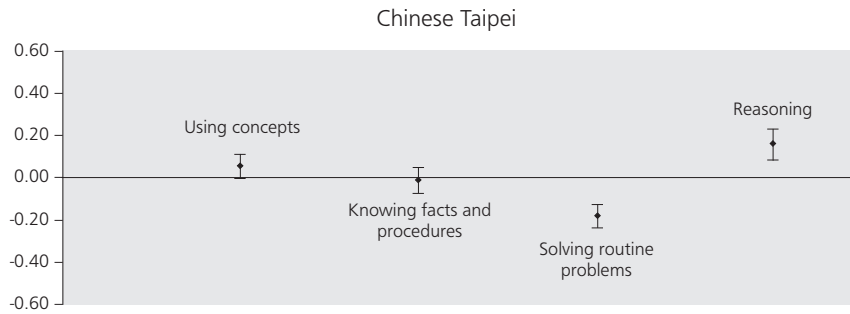 Chinese Taipei
0.60
0.40
0.20
0.00
-0.20
-0.40
-0.60
Using concepts
Knowing facts and
procedures
Solving routine
problems
Reasoning